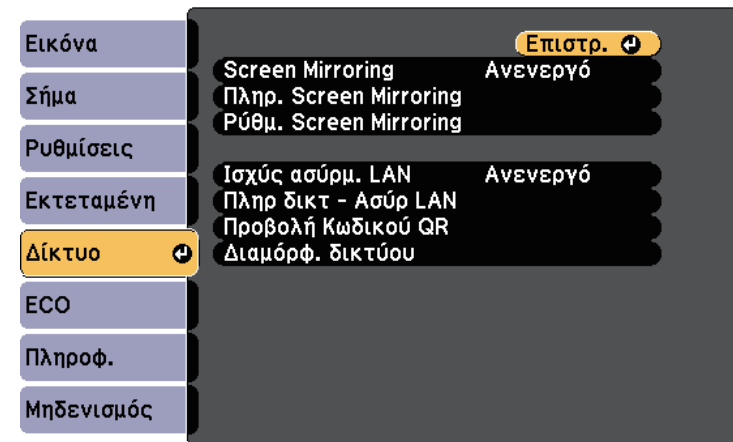 Εικόνα
Σήμα
Ρυθμίσεις
Εκτεταμένη
Δίκτυο
ECO
Πληροφ.
Μηδενισμός
Επιστρ.
Screen Mirroring Ανενεργό
Πληρ. Screen Mirroring
Ρύθμ. Screen Mirroring
Ισχύς ασύρμ. LAN Ανενεργό
Πληρ δικτ - Ασύρ LAN
Προβολή Κωδικού QR
Διαμόρφ. δικτύου